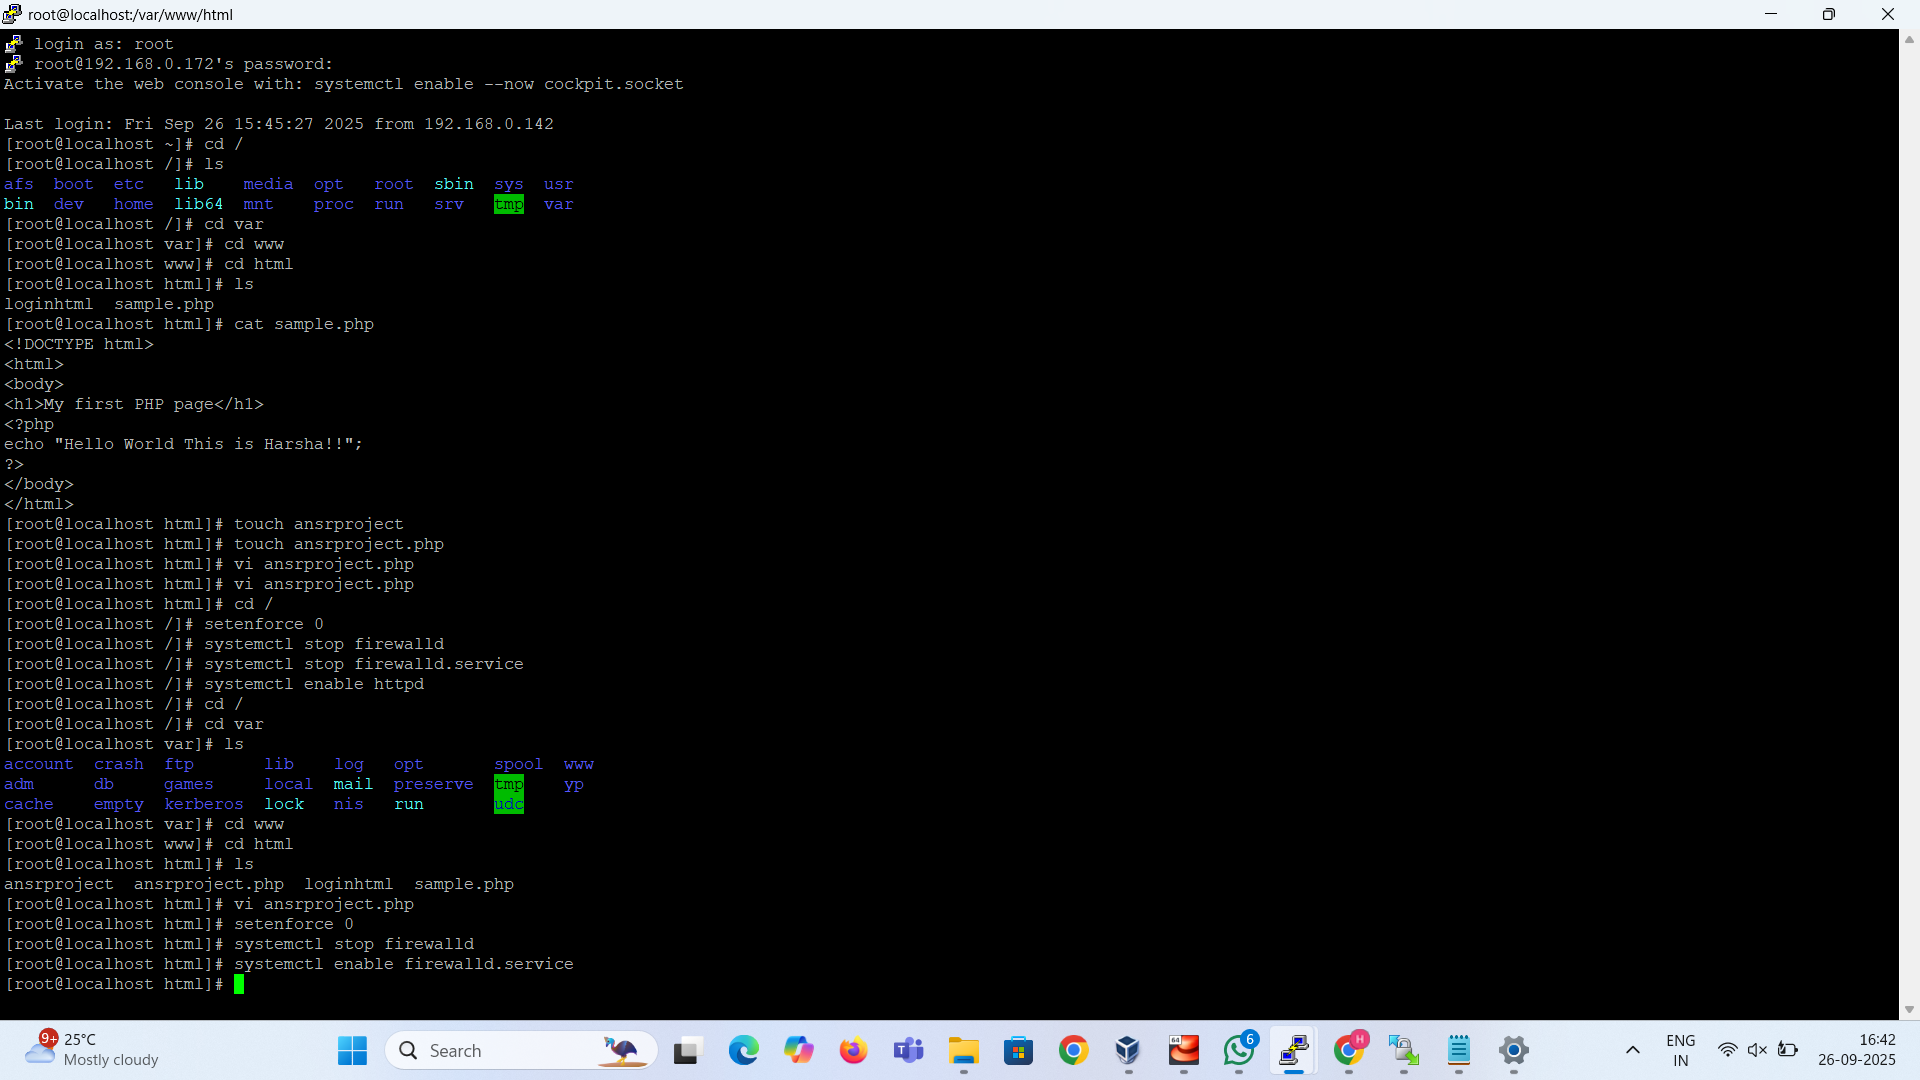 root@localhost:/var/www/html
login as: root
root@192.168.0.172's password:
Activate the web console with: systemctl enable --now cockpit.socket
Last login: Fri Sep 26 15:45:27 2025 from 192.168.0.142
[root@localhost ~]# cd /
[root@localhost /]# ls
afs  boot  etc   lib    media  opt   root  sbin  sys  usr
bin  dev   home  lib64  mnt    proc  run   srv   tmp  var
[root@localhost /]# cd var
[root@localhost var]# cd www
[root@localhost www]# cd html
[root@localhost html]# ls
loginhtml  sample.php
[root@localhost html]# cat sample.php
<!DOCTYPE html>
<html>
<body>
<h1>My first PHP page</h1>
<?php
echo "Hello World This is Harsha!!";
?>
</body>
</html>
[root@localhost html]# touch ansrproject
[root@localhost html]# touch ansrproject.php
[root@localhost html]# vi ansrproject.php
[root@localhost html]# vi ansrproject.php
[root@localhost html]# cd /
[root@localhost /]# setenforce 0
[root@localhost /]# systemctl stop firewalld
[root@localhost /]# systemctl stop firewalld.service
[root@localhost /]# systemctl enable httpd
[root@localhost /]# cd /
[root@localhost /]# cd var
[root@localhost var]# ls
account  crash  ftp       lib    log   opt       spool  www
adm      db     games     local  mail  preserve  tmp    yp
cache    empty  kerberos  lock   nis   run       udc
[root@localhost var]# cd www
[root@localhost www]# cd html
[root@localhost html]# ls
ansrproject  ansrproject.php  loginhtml  sample.php
[root@localhost html]# vi ansrproject.php
[root@localhost html]# setenforce 0
[root@localhost html]# systemctl stop firewalld
[root@localhost html]# systemctl enable firewalld.service
[root@localhost html]#
9+
25°C
Mostly cloudy
Search
64
6
H
ENG
IN
16:42
26-09-2025